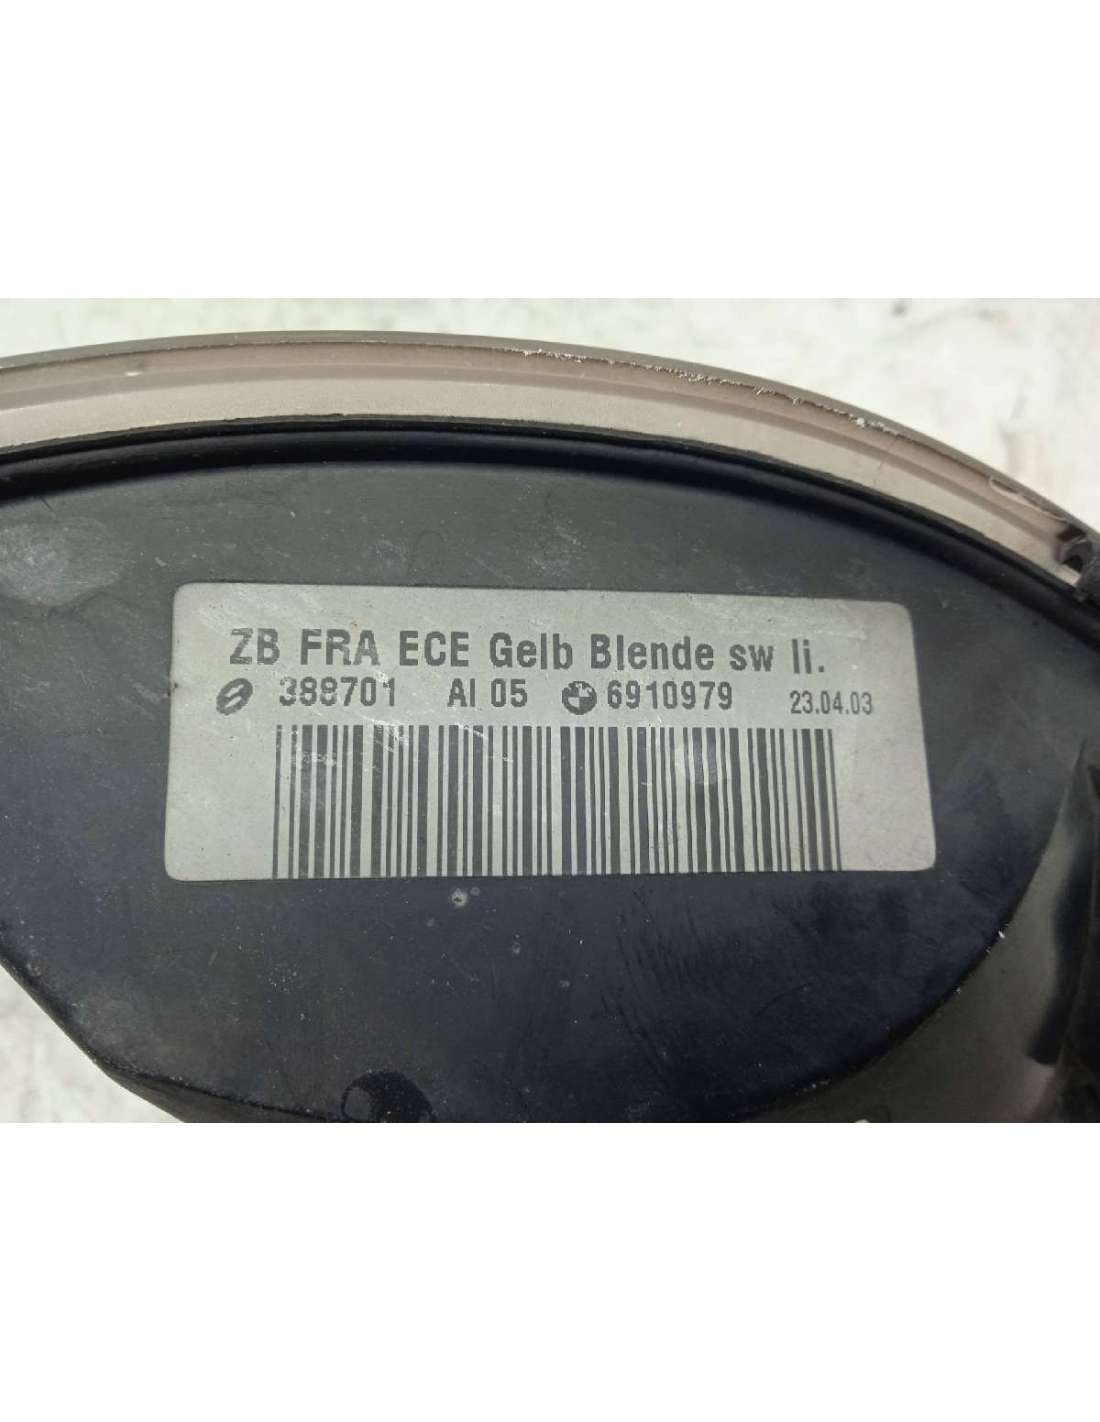 ZB FRA ECE Gelb Blende sw li.
388701 AI 05 6910979 23.04.03